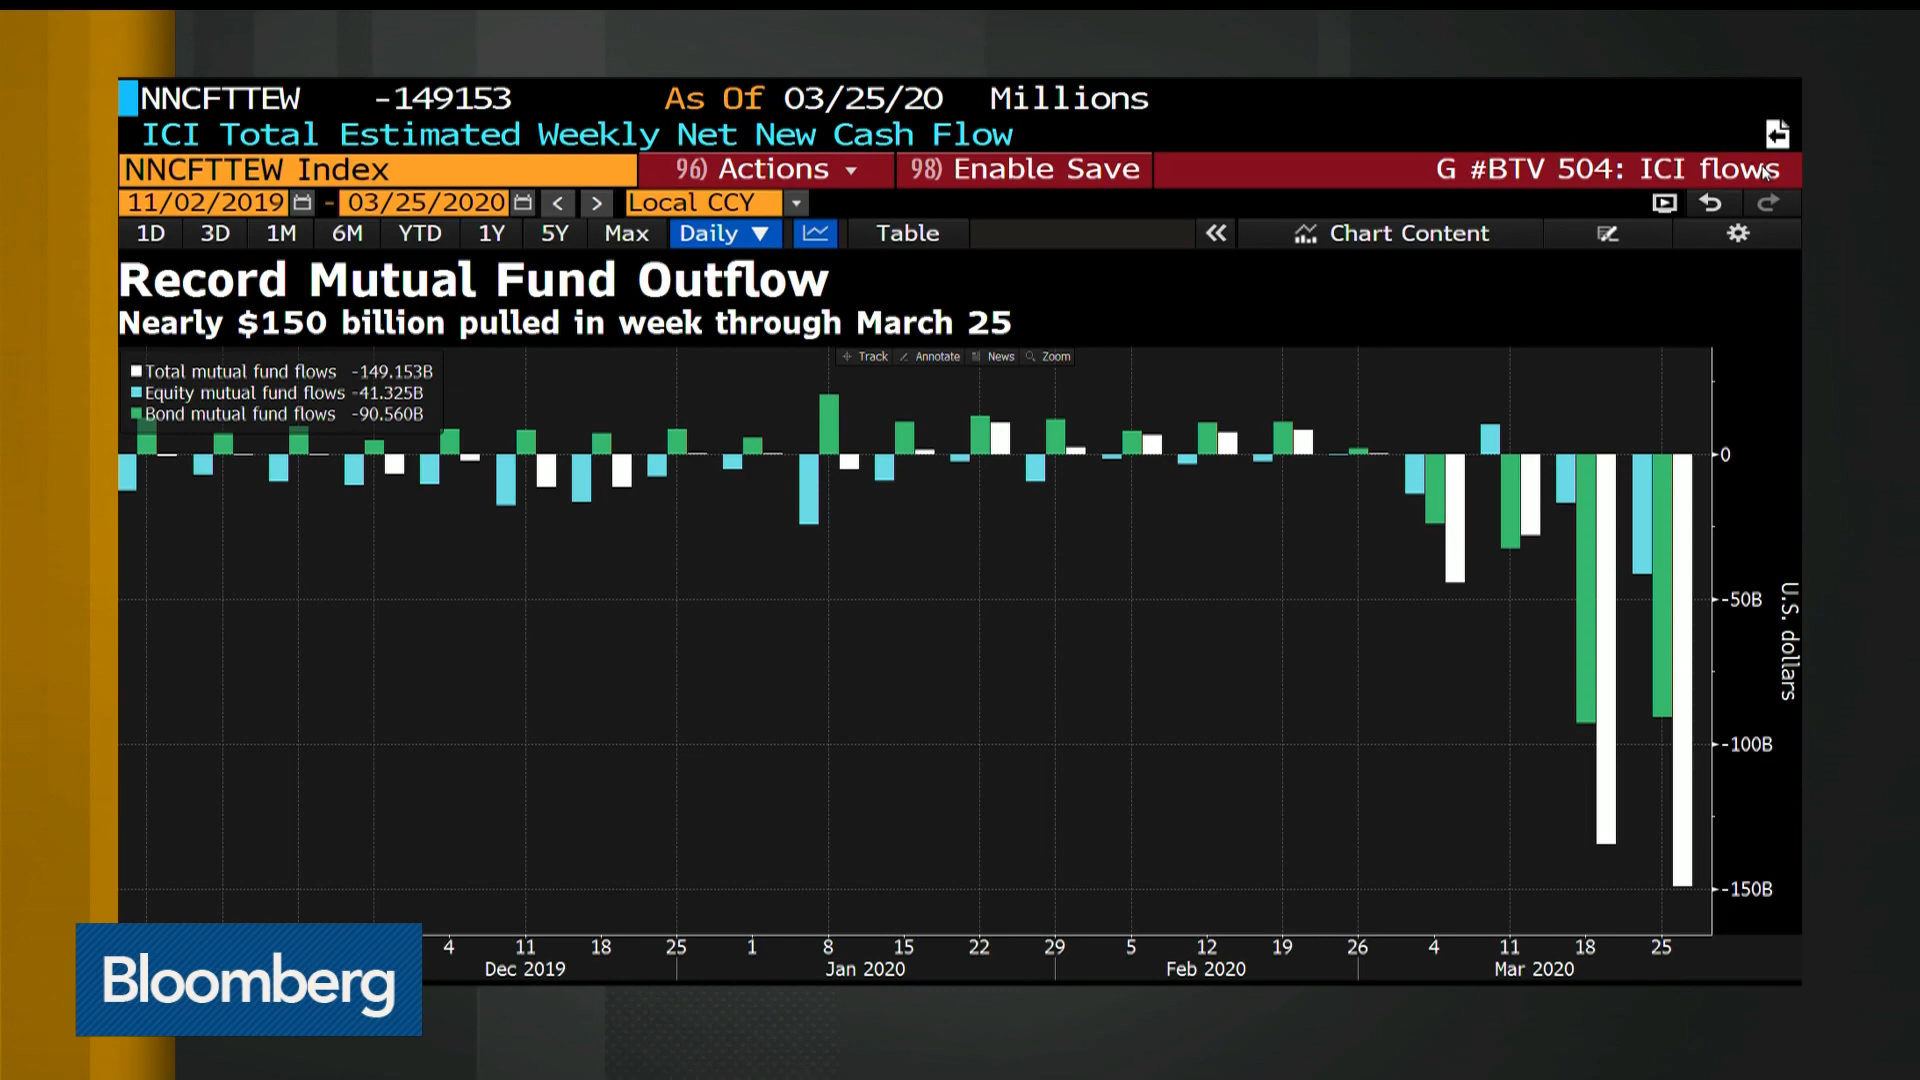 NNCFTTEW -149153 As Of 03/25/20 Millions
ICI Total Estimated Weekly Net New Cash Flow
NNCFTTEW Index 96) Actions 98) Enable Save G #BTV 504: ICI flows
11/02/2019 - 03/25/2020 < > Local CCY
1D 3D 1M 6M YTD 1Y 5Y Max Daily ▼ Table « Chart Content
Record Mutual Fund Outflow
Nearly $150 billion pulled in week through March 25
Track Annotate News Zoom
Total mutual fund flows -149.153B
Equity mutual fund flows -41.325B
Bond mutual fund flows -90.560B
0
-50B
-100B
-150B
U.S. dollars
4 11 18 25 1 8 15 22 29 5 12 19 26 4 11 18 25
Dec 2019 Jan 2020 Feb 2020 Mar 2020
Bloomberg